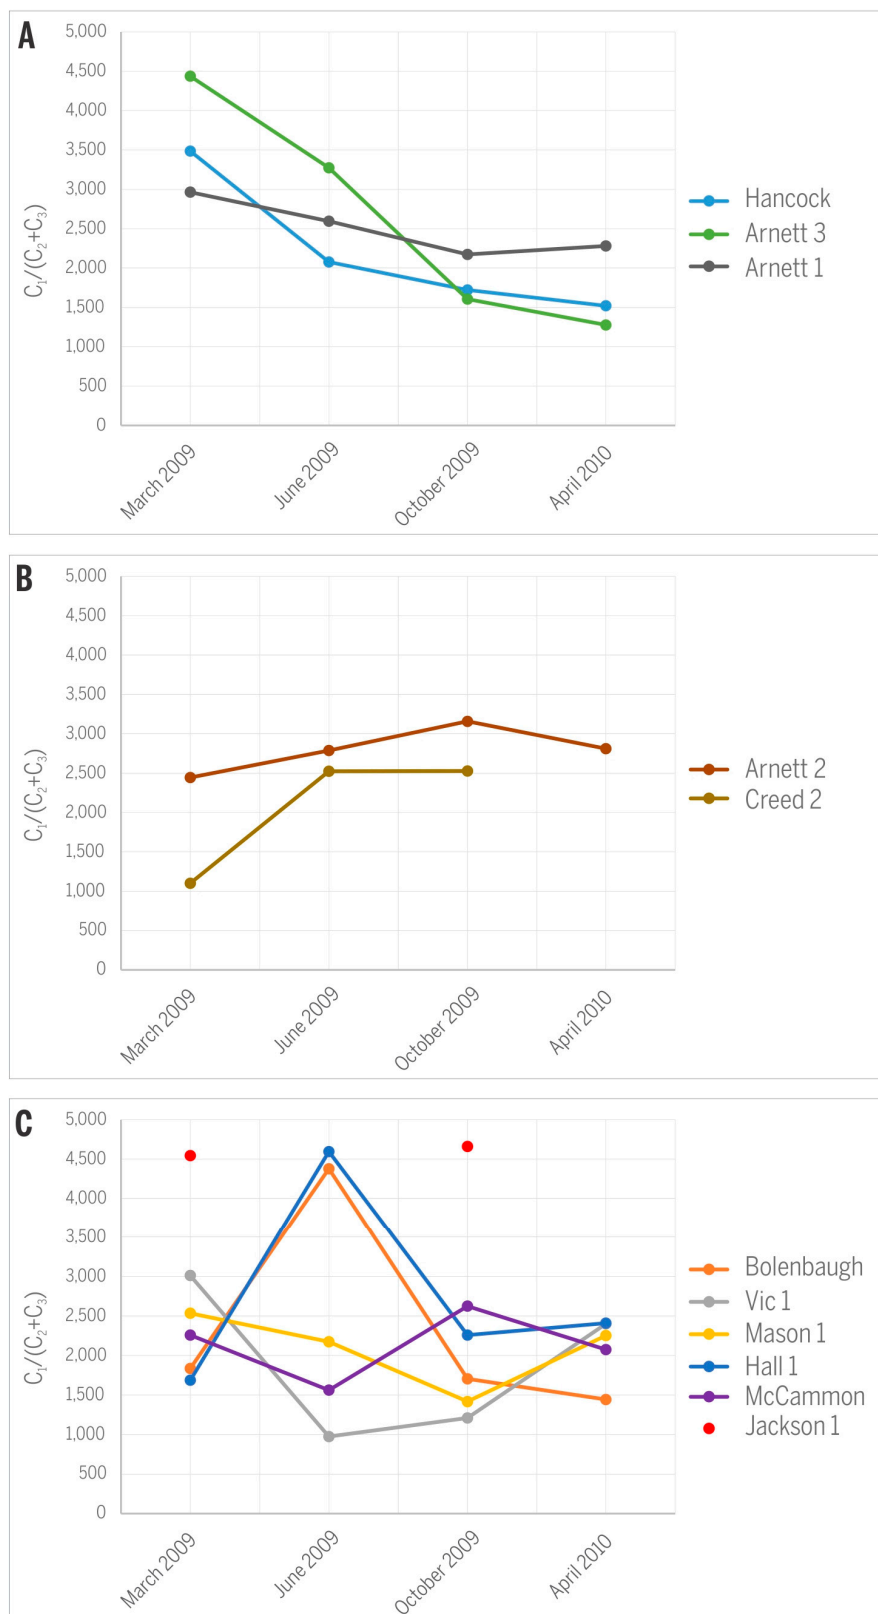 A
5,000
4,500
4,000
3,500
3,000
2,500
2,000
1,500
1,000
500
0
C₁/(C₂+C₃)
March 2009
June 2009
October 2009
April 2010
Hancock
Arnett 3
Arnett 1
B
5,000
4,500
4,000
3,500
3,000
2,500
2,000
1,500
1,000
500
0
C₁/(C₂+C₃)
March 2009
June 2009
October 2009
April 2010
Arnett 2
Creed 2
C
5,000
4,500
4,000
3,500
3,000
2,500
2,000
1,500
1,000
500
0
C₁/(C₂+C₃)
March 2009
June 2009
October 2009
April 2010
Bolenbaugh
Vic 1
Mason 1
Hall 1
McCammon
Jackson 1